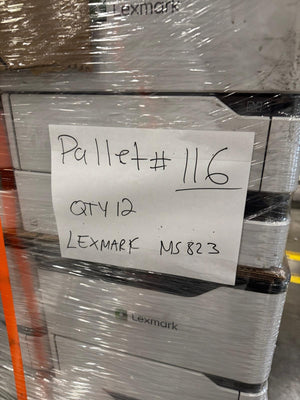 Lexmark
Pallet# 116
QTY 12
LEXMARK MS823
Lexmark